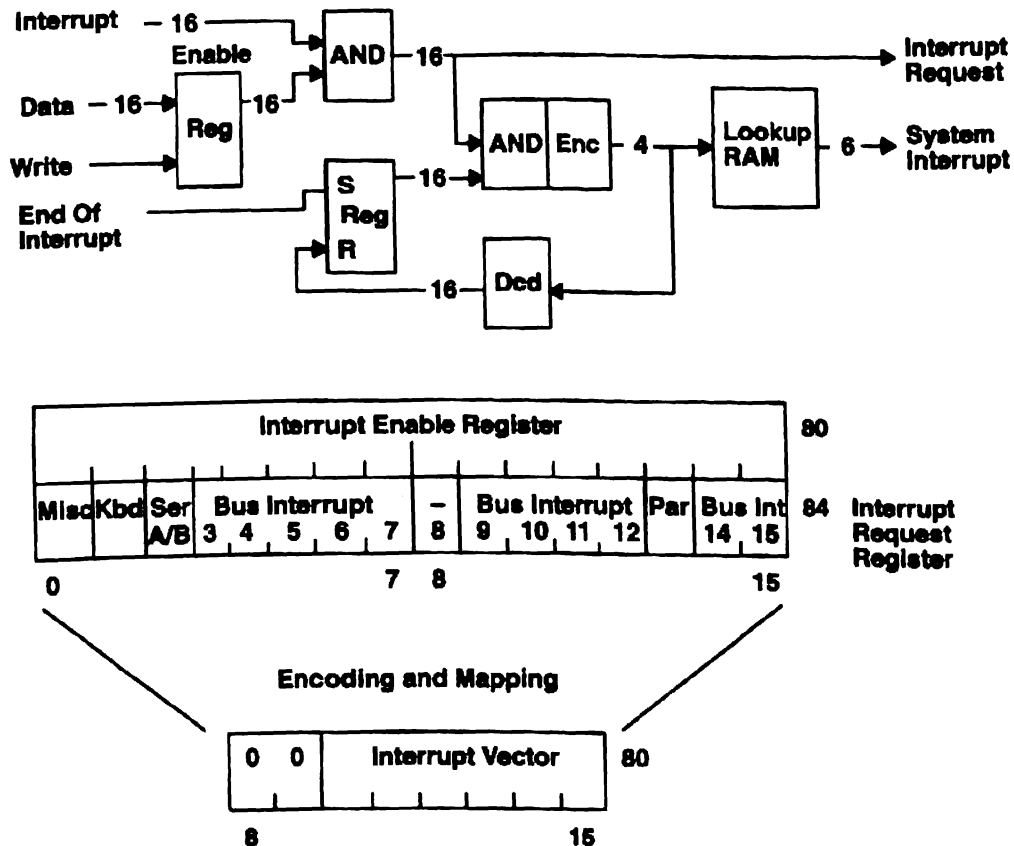 Interrupt
16
Enable
AND
16
Interrupt
Request
Data
16
Reg
16
Write
AND
Enc
4
Lookup
RAM
6
System
Interrupt
End Of
Interrupt
S
Reg
R
16
16
Dcd
Interrupt Enable Register
80
Misc
Kbd
Ser
A/B
Bus Interrupt
3 4 5 6 7
–
8
Bus Interrupt
9 10 11 12
Par
Bus Int
14 15
84
Interrupt
Request
Register
0 7 8 15
Encoding and Mapping
0 0
Interrupt Vector
80
8 15